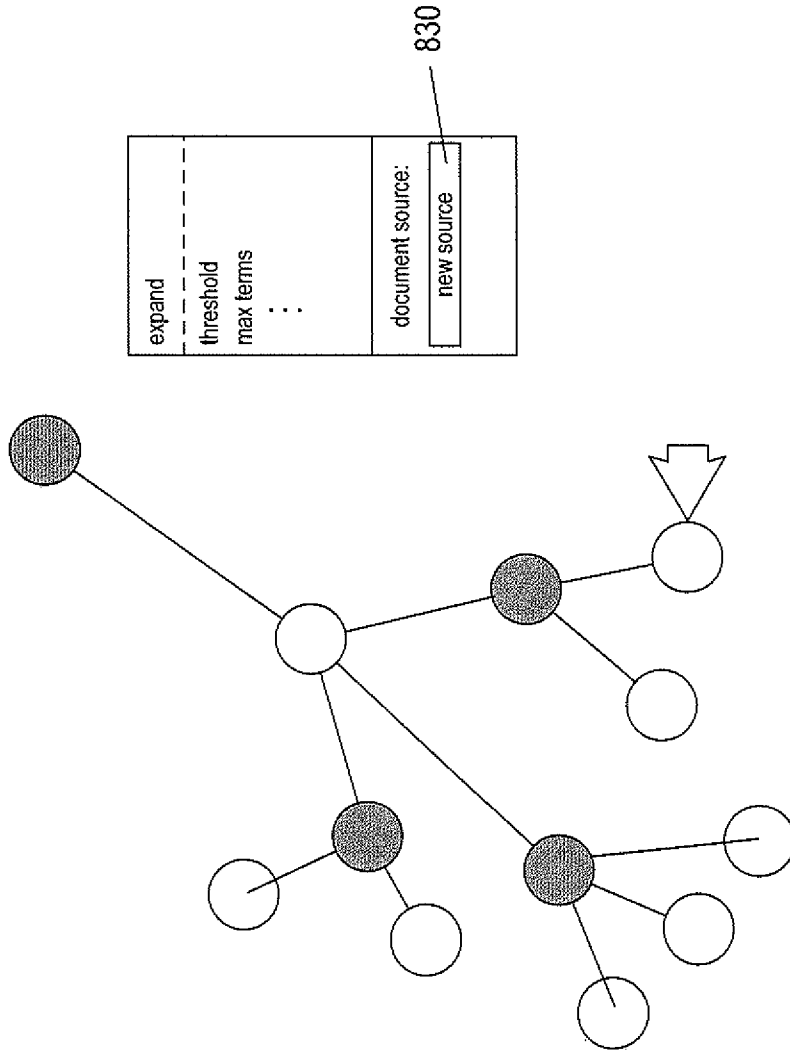 expand
threshold
max terms
. . .
document source:
new source
830